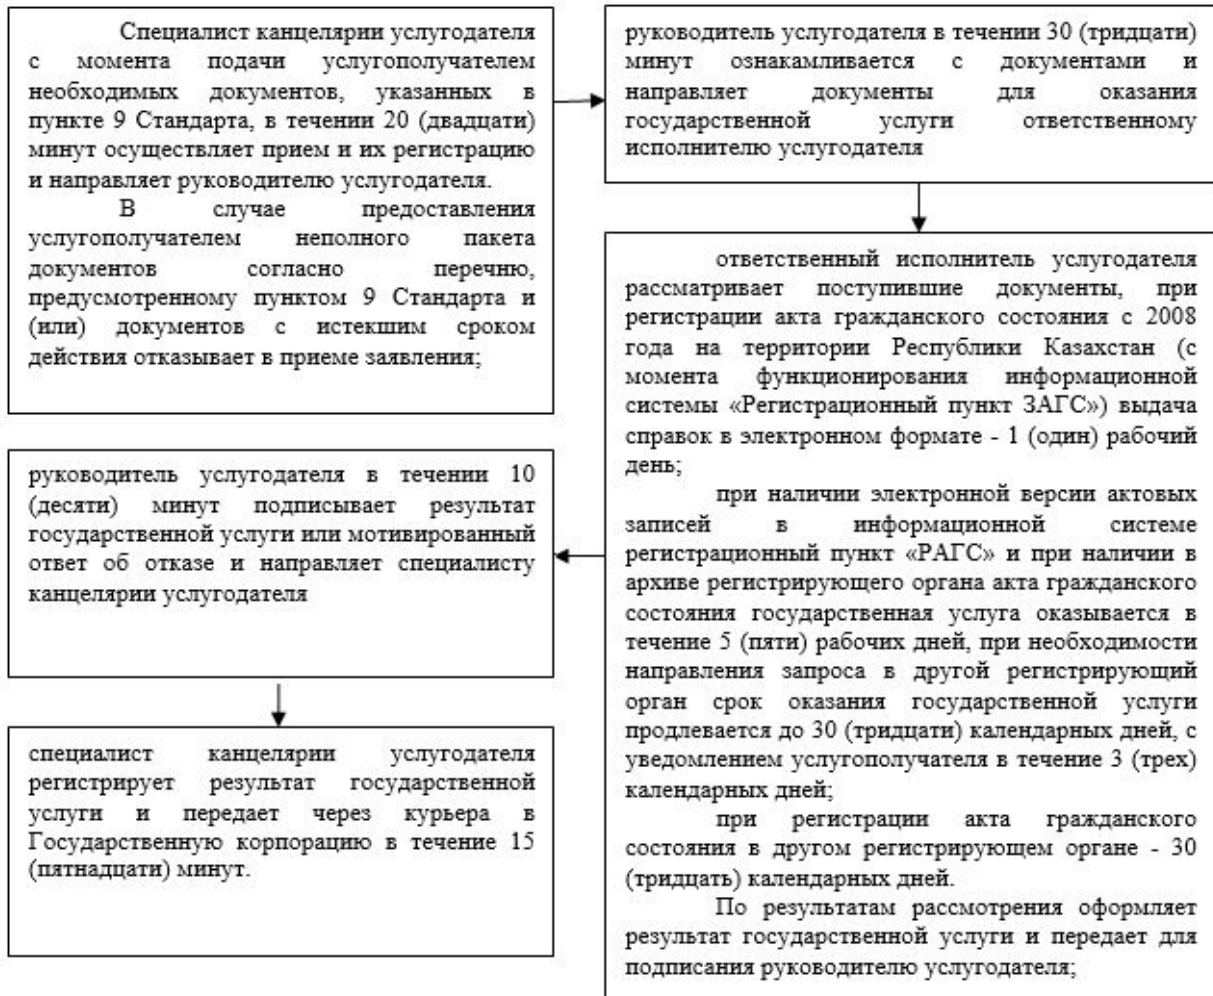 Специалист канцелярии услугодателя
с момента подачи услугополучателем
необходимых документов, указанных в
пункте 9 Стандарта, в течении 20 (двадцати)
минут осуществляет прием и их регистрацию
и направляет руководителю услугодателя.
В случае предоставления
услугополучателем неполного пакета
документов согласно перечню,
предусмотренному пунктом 9 Стандарта и
(или) документов с истекшим сроком
действия отказывает в приеме заявления;
руководитель услугодателя в течении 30 (тридцати)
минут ознакамливается с документами и
направляет документы для оказания
государственной услуги ответственному
исполнителю услугодателя
ответственный исполнитель услугодателя
рассматривает поступившие документы, при
регистрации акта гражданского состояния с 2008
года на территории Республики Казахстан (с
момента функционирования информационной
системы «Регистрационный пункт ЗАГС») выдача
справок в электронном формате - 1 (один) рабочий
день;
при наличии электронной версии актовых
записей в информационной системе
регистрационный пункт «РАГС» и при наличии в
архиве регистрирующего органа акта гражданского
состояния государственная услуга оказывается в
течение 5 (пяти) рабочих дней, при необходимости
направления запроса в другой регистрирующий
орган срок оказания государственной услуги
продлевается до 30 (тридцати) календарных дней, с
уведомлением услугополучателя в течение 3 (трех)
календарных дней;
при регистрации акта гражданского
состояния в другом регистрирующем органе - 30
(тридцать) календарных дней.
По результатам рассмотрения оформляет
результат государственной услуги и передает для
подписания руководителю услугодателя;
руководитель услугодателя в течении 10
(десяти) минут подписывает результат
государственной услуги или мотивированный
ответ об отказе и направляет специалисту
канцелярии услугодателя
специалист канцелярии услугодателя
регистрирует результат государственной
услуги и передает через курьера в
Государственную корпорацию в течение 15
(пятнадцати) минут.